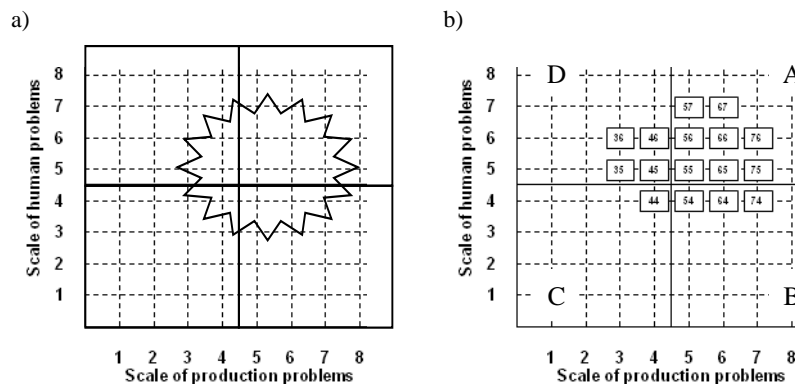 a)
Scale of human problems
8
7
6
5
4
3
2
1
1 2 3 4 5 6 7 8
Scale of production problems
b)
Scale of human problems
8
7
6
5
4
3
2
1
D A
57 67
36 46 56 66 76
35 45 55 65 75
44 54 64 74
C B
1 2 3 4 5 6 7 8
Scale of production problems